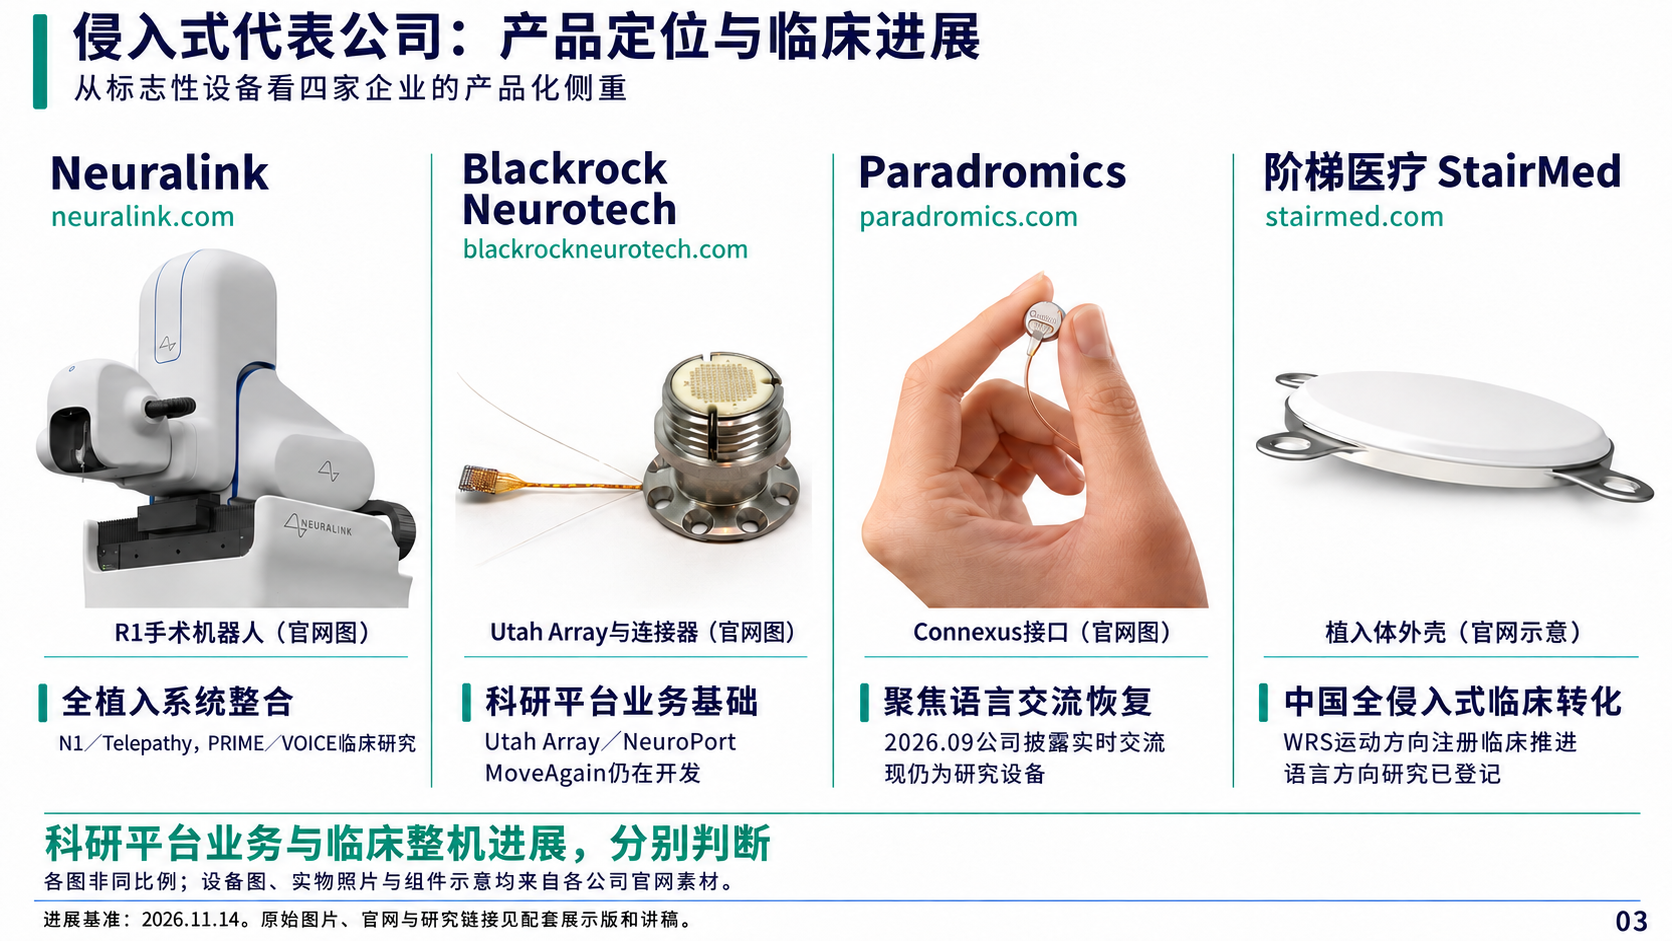 侵入式代表公司：产品定位与临床进展
从标志性设备看四家企业的产品化侧重
Neuralink
neuralink.com
NEURALINK
R1手术机器人（官网图）
全植入系统整合
N1／Telepathy，PRIME／VOICE临床研究
Blackrock
Neurotech
blackrockneurotech.com
Utah Array与连接器（官网图）
科研平台业务基础
Utah Array／NeuroPort
MoveAgain仍在开发
Paradromics
paradromics.com
Connexus接口（官网图）
聚焦语言交流恢复
2026.09公司披露实时交流
现仍为研究设备
阶梯医疗 StairMed
stairmed.com
植入体外壳（官网示意）
中国全侵入式临床转化
WRS运动方向注册临床推进
语言方向研究已登记
科研平台业务与临床整机进展，分别判断
各图非同比例；设备图、实物照片与组件示意均来自各公司官网素材。
进展基准：2026.11.14。原始图片、官网与研究链接见配套展示版和讲稿。
03